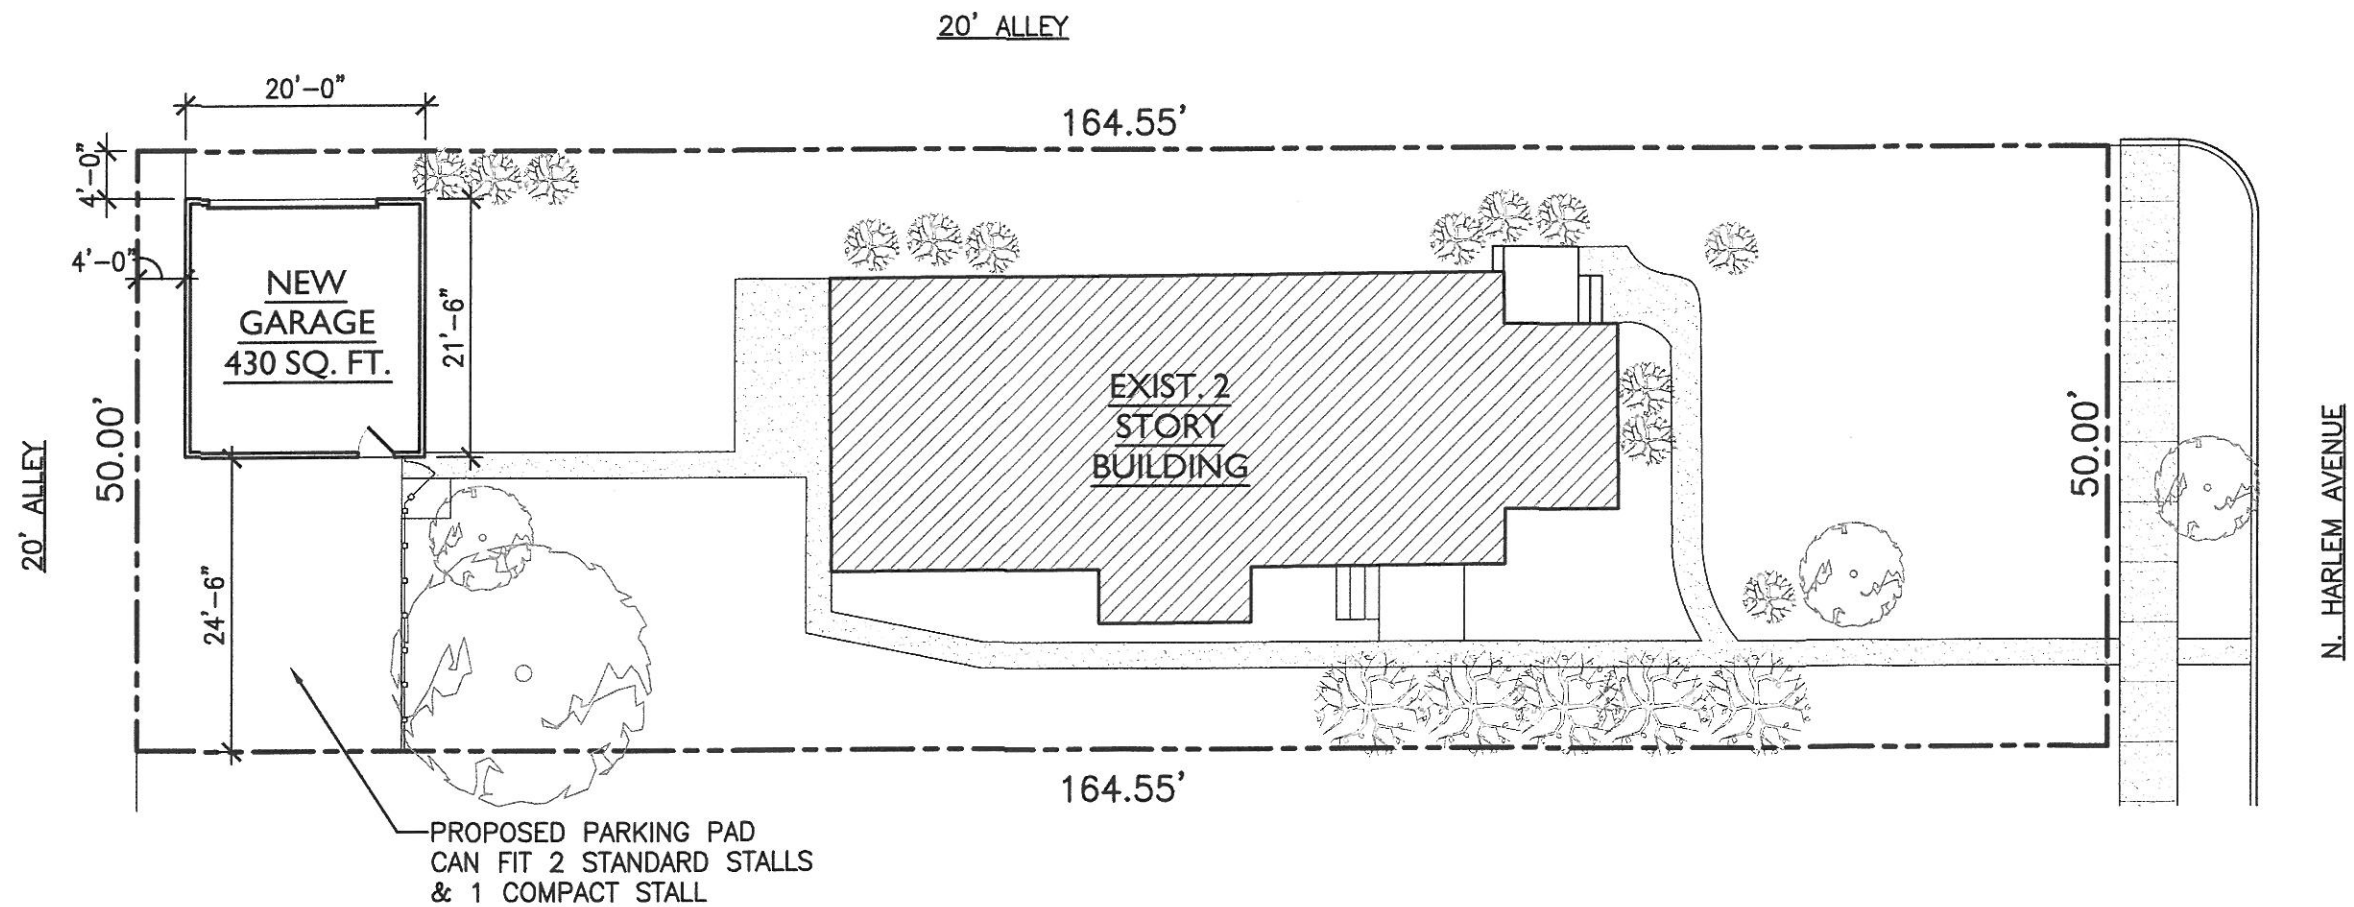 20' ALLEY
20'-0"
164.55'
4'-0"
4'-0"
NEW
GARAGE
430 SQ. FT.
21'-6"
EXIST. 2
STORY
BUILDING
50.00'
20' ALLEY
50.00'
N. HARLEM AVENUE
24'-6"
164.55'
PROPOSED PARKING PAD
CAN FIT 2 STANDARD STALLS
& 1 COMPACT STALL